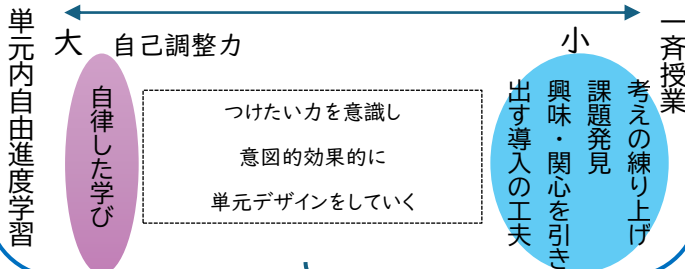 単元内自由進度学習
大
自己調整力
小
一斉授業
自律した学び
つけたい力を意識し
意図的効果的に
単元デザインをしていく
考えの練り上げ
課題発見
興味・関心を引き
出す導入の工夫